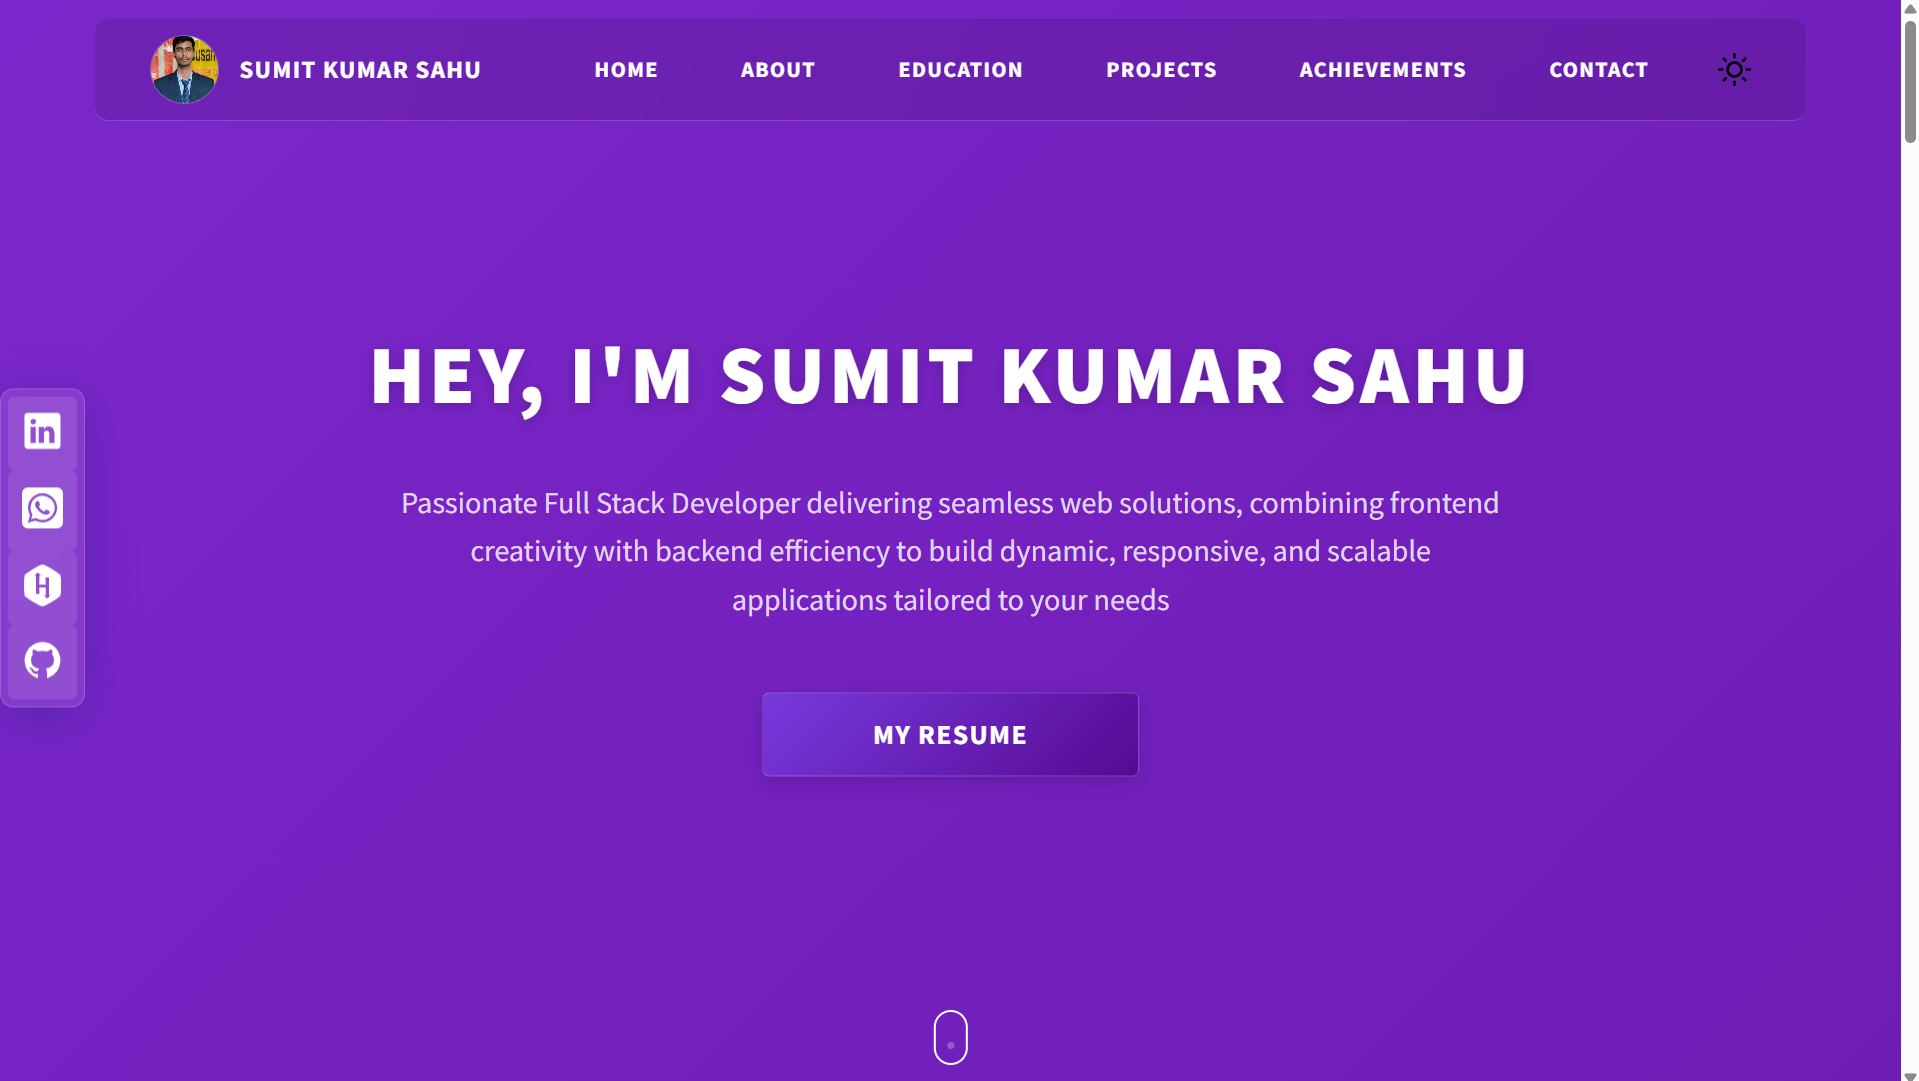 SUMIT KUMAR SAHU
HOME
ABOUT
EDUCATION
PROJECTS
ACHIEVEMENTS
CONTACT
HEY, I'M SUMIT KUMAR SAHU
Passionate Full Stack Developer delivering seamless web solutions, combining frontend
creativity with backend efficiency to build dynamic, responsive, and scalable
applications tailored to your needs
MY RESUME
in
H